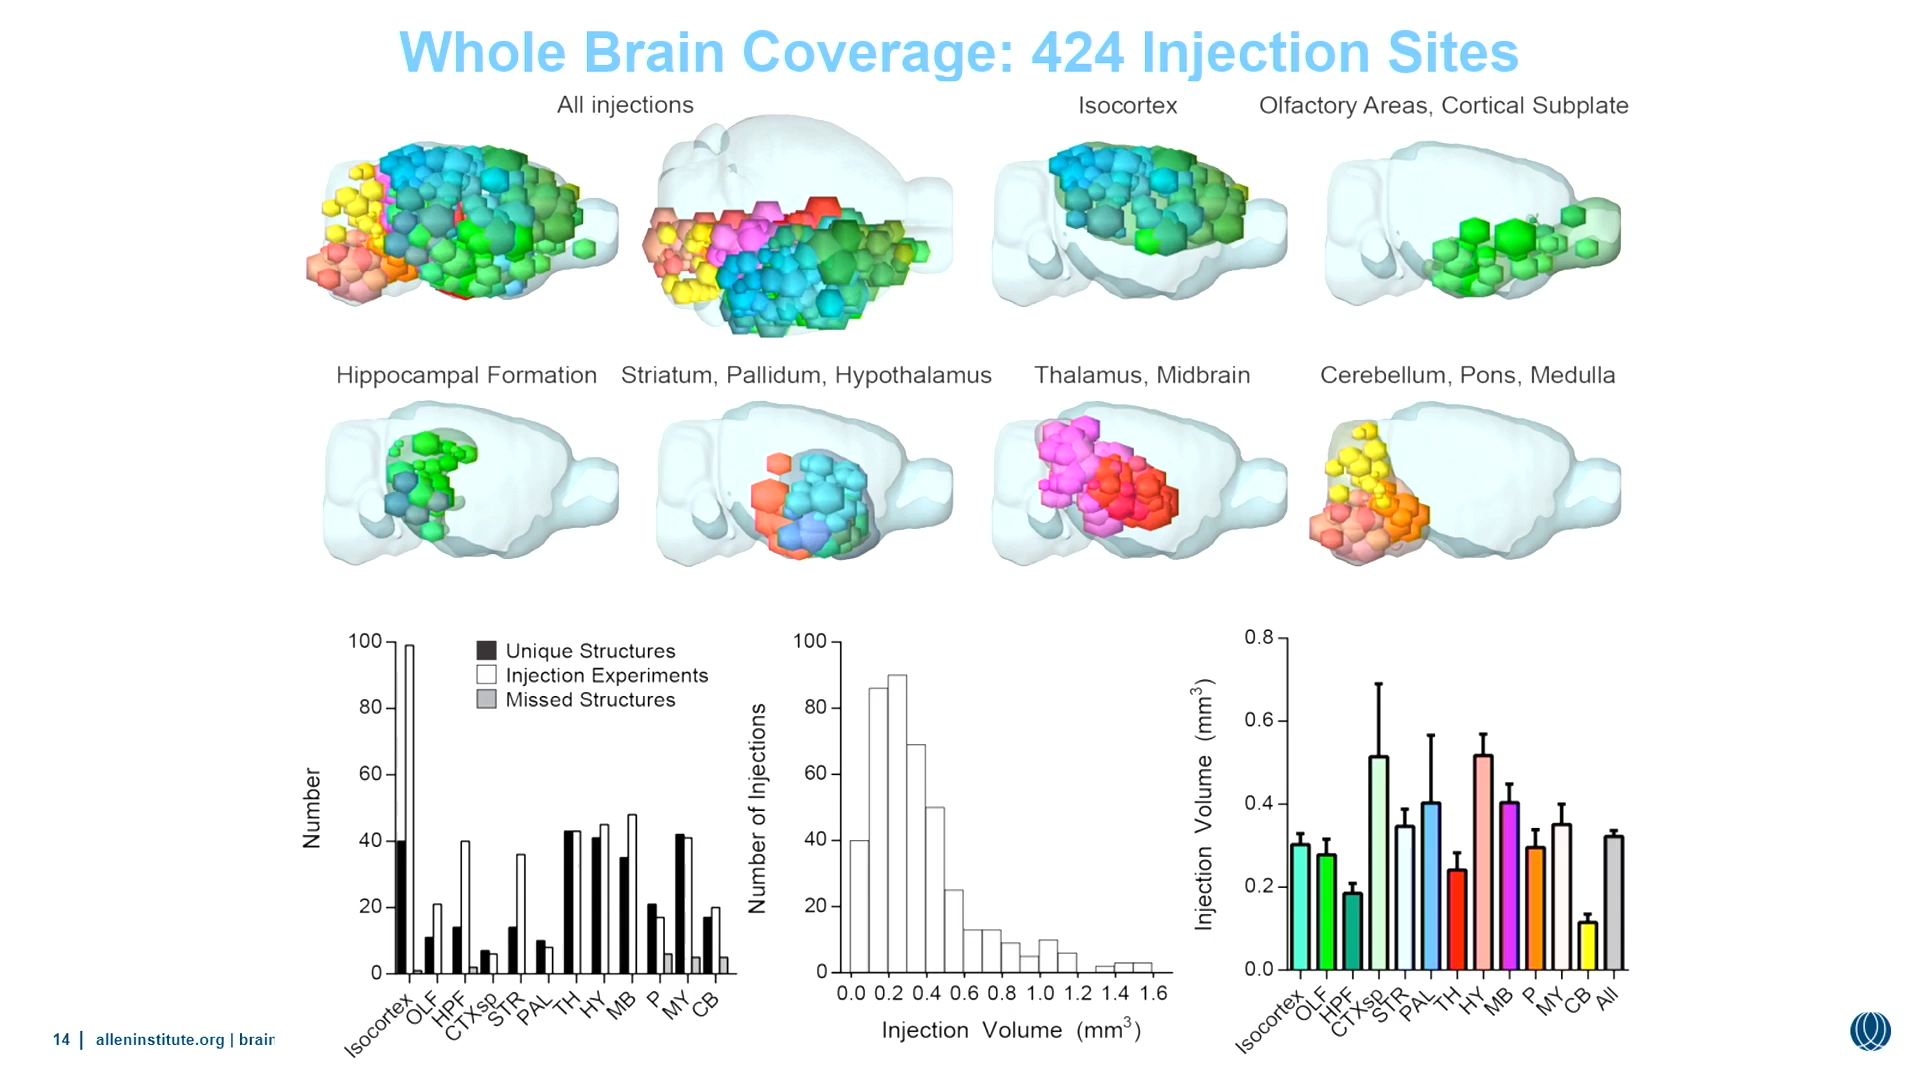 Whole Brain Coverage: 424 Injection Sites
All injections
Isocortex
Olfactory Areas, Cortical Subplate
Hippocampal Formation
Striatum, Pallidum, Hypothalamus
Thalamus, Midbrain
Cerebellum, Pons, Medulla
Number
100
80
60
40
20
0
Unique Structures
Injection Experiments
Missed Structures
Isocortex
OLF
HPF
CTXsp
STR
PAL
TH
HY
MB
P
MY
CB
Number of Injections
100
80
60
40
20
0
0.0 0.2 0.4 0.6 0.8 1.0 1.2 1.4 1.6
Injection Volume (mm³)
Injection Volume (mm³)
0.8
0.6
0.4
0.2
0.0
Isocortex
OLF
HPF
CTXsp
STR
PAL
TH
HY
MB
P
MY
CB
All
14 | alleninstitute.org | brain